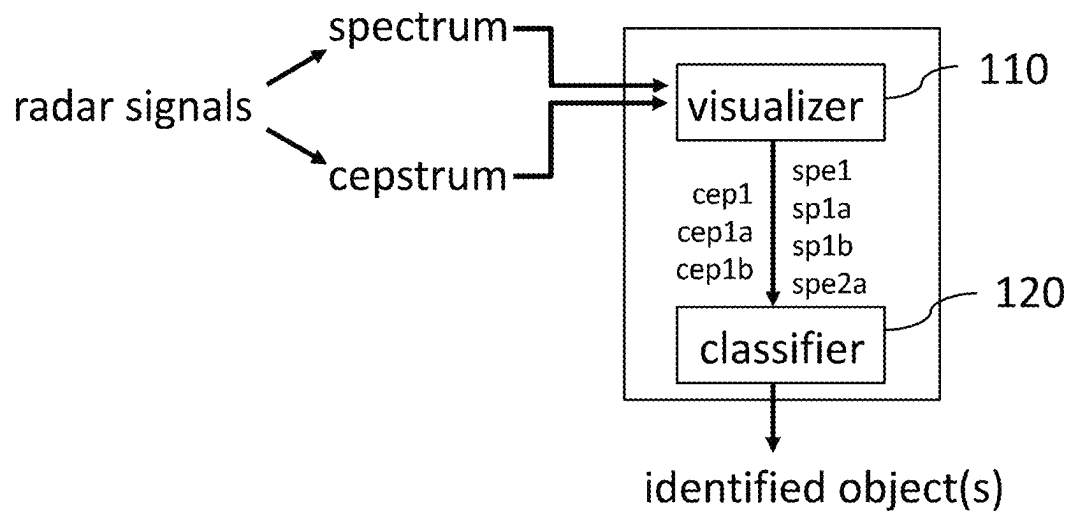 spectrum
radar signals
cepstrum
visualizer
110
cep1
cep1a
cep1b
spe1
sp1a
sp1b
spe2a
120
classifier
identified object(s)